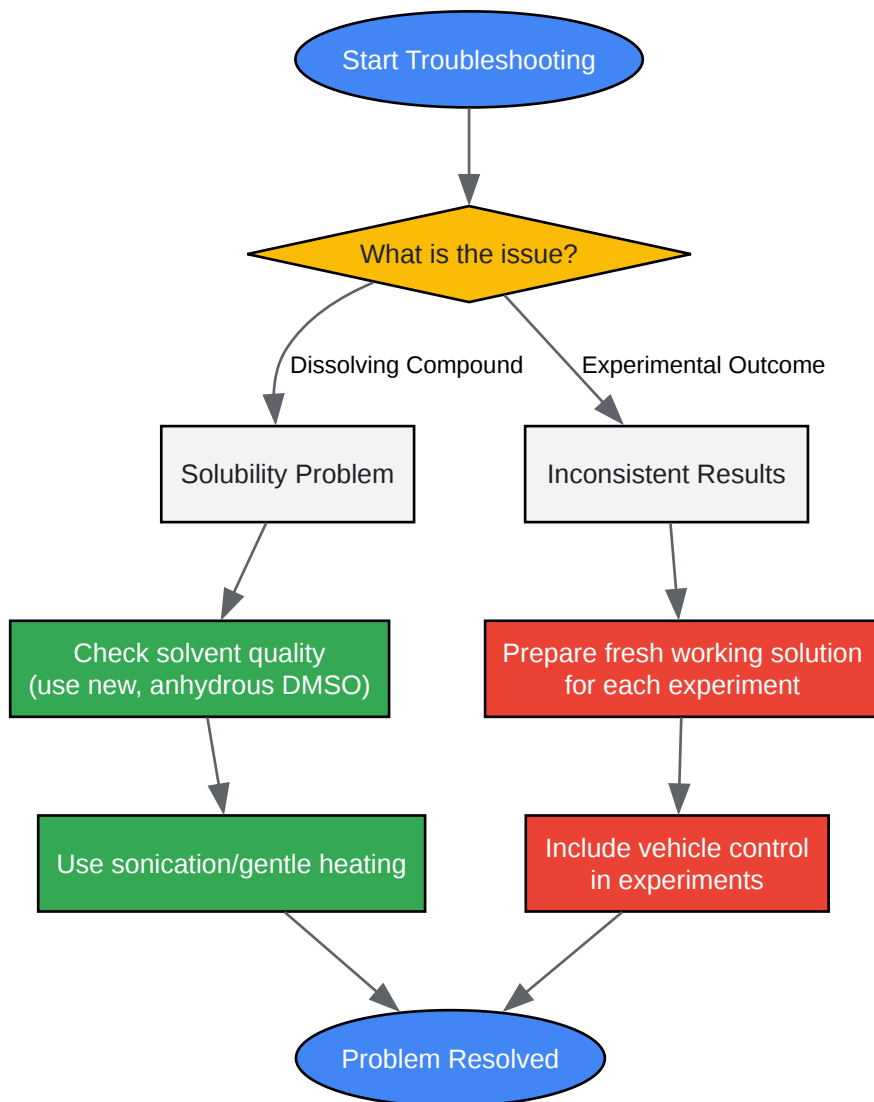 Start Troubleshooting
What is the issue?
Dissolving Compound
Experimental Outcome
Solubility Problem
Inconsistent Results
Check solvent quality
(use new, anhydrous DMSO)
Prepare fresh working solution
for each experiment
Use sonication/gentle heating
Include vehicle control
in experiments
Problem Resolved